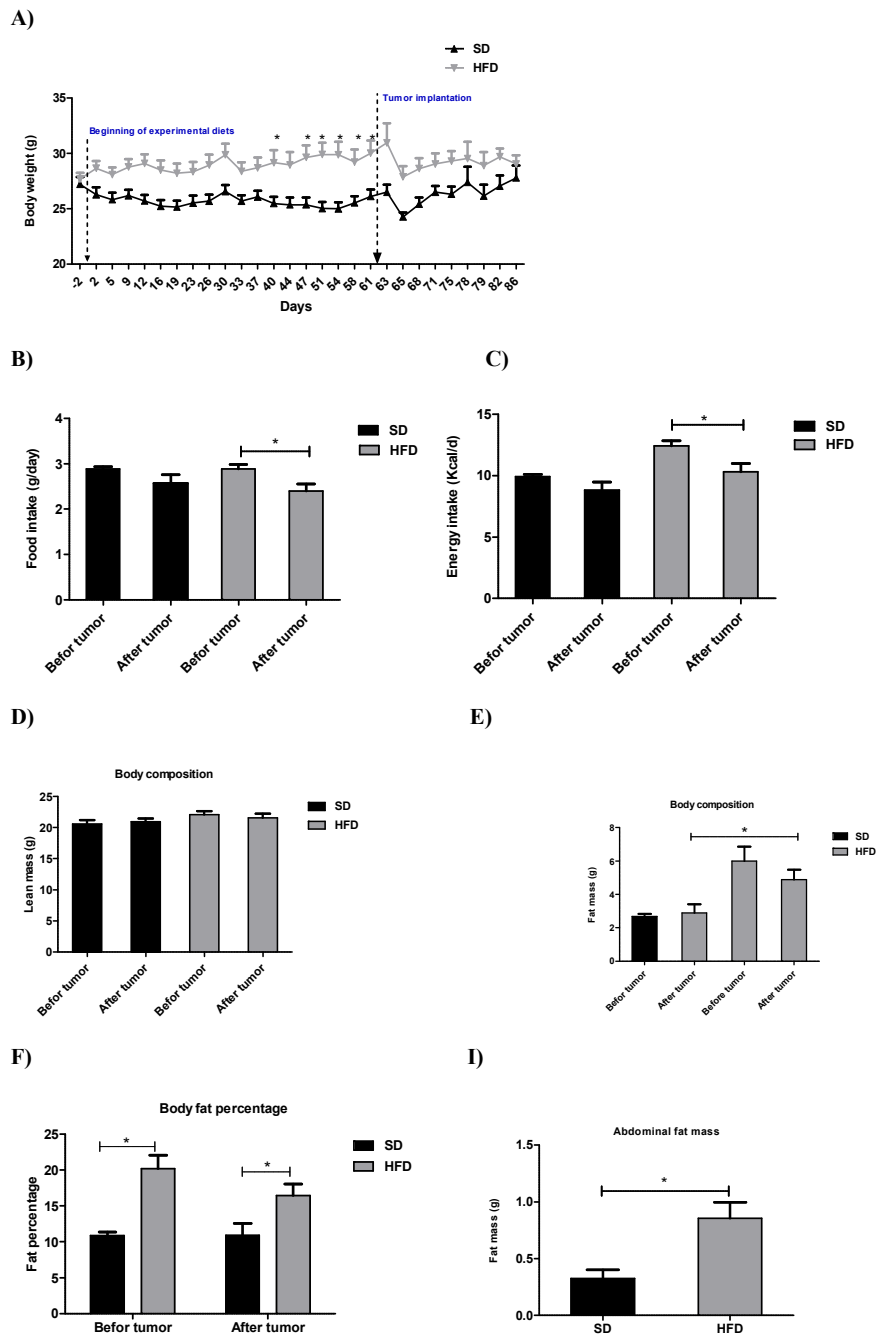 A)
SD
HFD
Tumor implantation
Beginning of experimental diets
*
*
*
*
*
*
Body weight (g)
35
30
25
20
-2
2
5
9
12
16
19
23
26
30
33
37
40
44
47
51
54
58
61
63
65
68
71
75
78
79
82
86
Days
B)
SD
HFD
*
Food intake (g/day)
4
3
2
1
0
Befor tumor
After tumor
Befor tumor
After tumor
C)
SD
HFD
*
Energy intake (Kcal/d)
15
10
5
0
Befor tumor
After tumor
Befor tumor
After tumor
D)
Body composition
SD
HFD
Lean mass (g)
25
20
15
10
5
0
Befor tumor
After tumor
Befor tumor
After tumor
E)
Body composition
SD
HFD
*
Fat mass (g)
8
6
4
2
0
Befor tumor
After tumor
Before tumor
After tumor
F)
Body fat percentage
SD
HFD
*
*
Fat percentage
25
20
15
10
5
0
Befor tumor
After tumor
I)
Abdominal fat mass
*
Fat mass (g)
1.5
1.0
0.5
0.0
SD
HFD